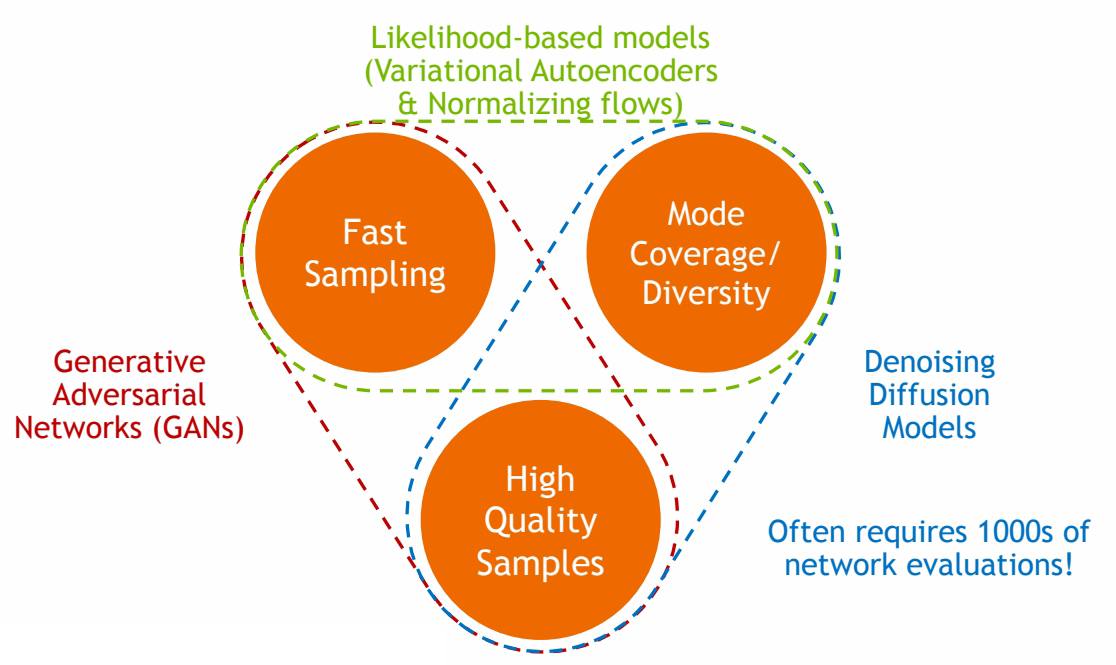 Likelihood-based models
(Variational Autoencoders
& Normalizing flows)
Fast
Sampling
Mode
Coverage/
Diversity
Generative
Adversarial
Networks (GANs)
Denoising
Diffusion
Models
High
Quality
Samples
Often requires 1000s of
network evaluations!